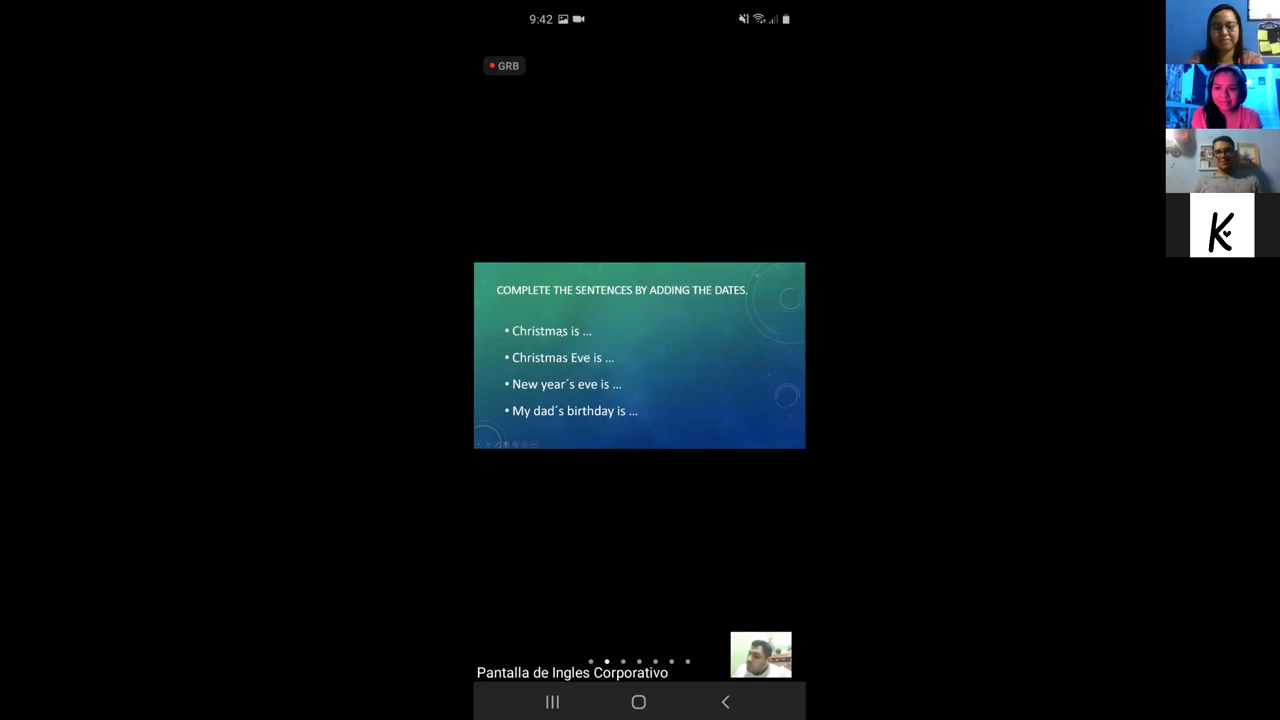 9:42
GRB
COMPLETE THE SENTENCES BY ADDING THE DATES.
• Christmas is ...
• Christmas Eve is ...
• New year´s eve is ...
• My dad´s birthday is ...
Pantalla de Ingles Corporativo
K